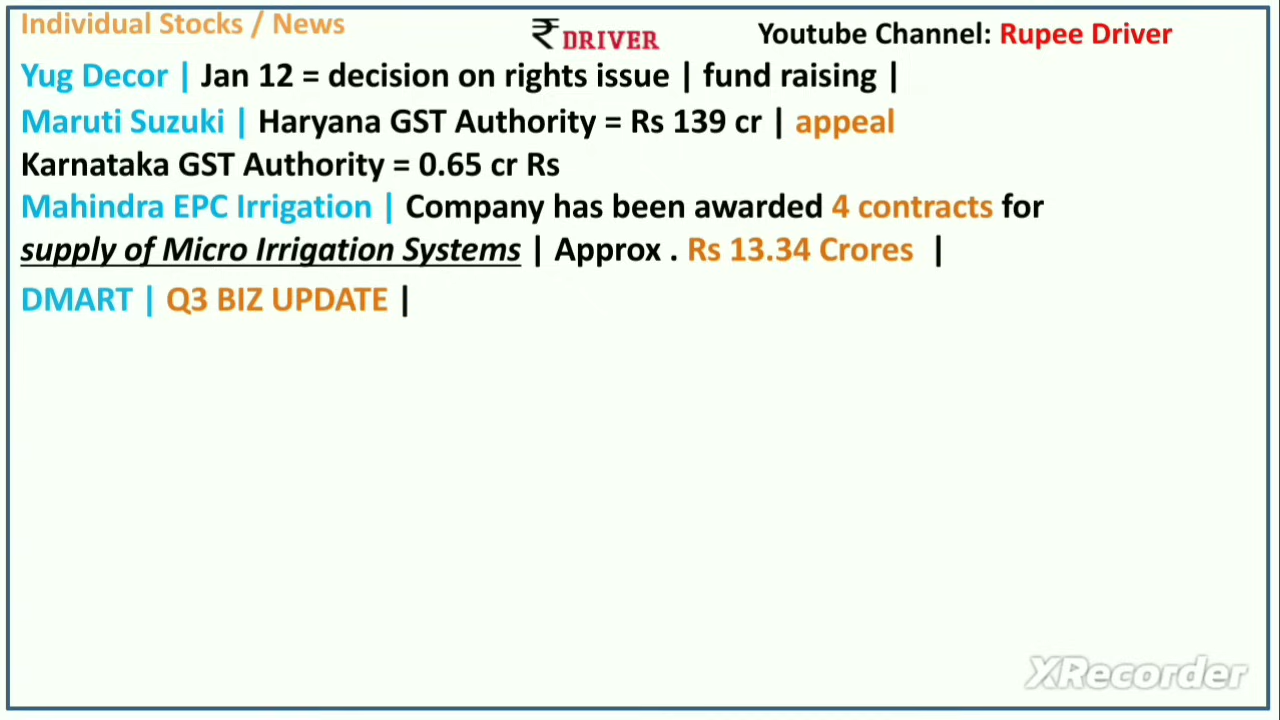 Individual Stocks / News
₹ DRIVER
Youtube Channel: Rupee Driver
Yug Decor | Jan 12 = decision on rights issue | fund raising |
Maruti Suzuki | Haryana GST Authority = Rs 139 cr | appeal
Karnataka GST Authority = 0.65 cr Rs
Mahindra EPC Irrigation | Company has been awarded 4 contracts for
supply of Micro Irrigation Systems | Approx . Rs 13.34 Crores |
DMART | Q3 BIZ UPDATE |
XRecorder